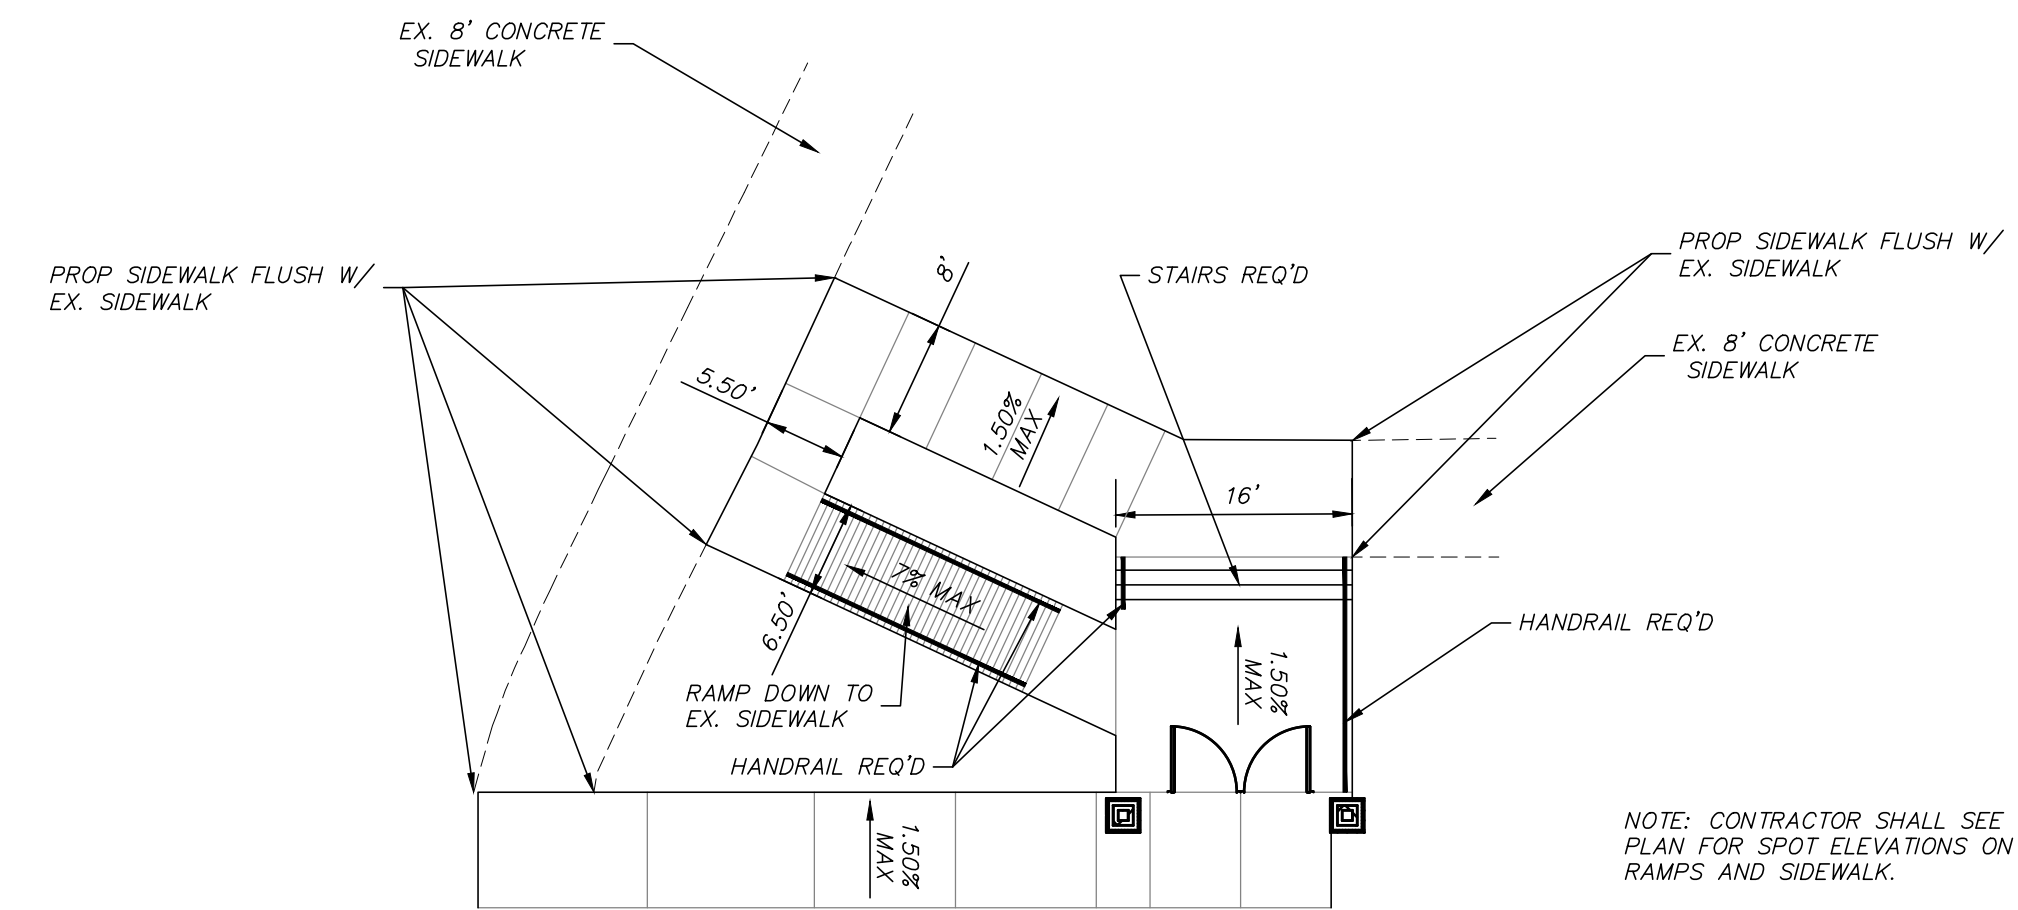 EX. 8' CONCRETE
SIDEWALK
PROP SIDEWALK FLUSH W/
EX. SIDEWALK
8'
5.50'
STAIRS REQ'D
PROP SIDEWALK FLUSH W/
EX. SIDEWALK
EX. 8' CONCRETE
SIDEWALK
1.50%
MAX
16'
7% MAX
6.50'
HANDRAIL REQ'D
1.50%
MAX
RAMP DOWN TO
EX. SIDEWALK
HANDRAIL REQ'D
1.50%
MAX
NOTE: CONTRACTOR SHALL SEE
PLAN FOR SPOT ELEVATIONS ON
RAMPS AND SIDEWALK.